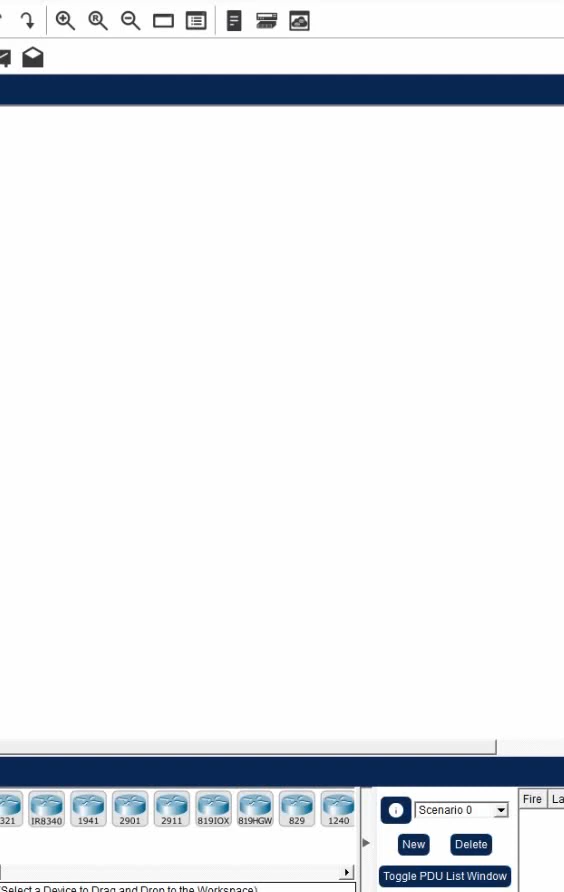 Fire
Scenario 0
321 IR8340 1941 2901 2911 819IOX 819HGW 829 1240
New Delete
Toggle PDU List Window
(Select a Device to Drag and Drop to the Workspace)